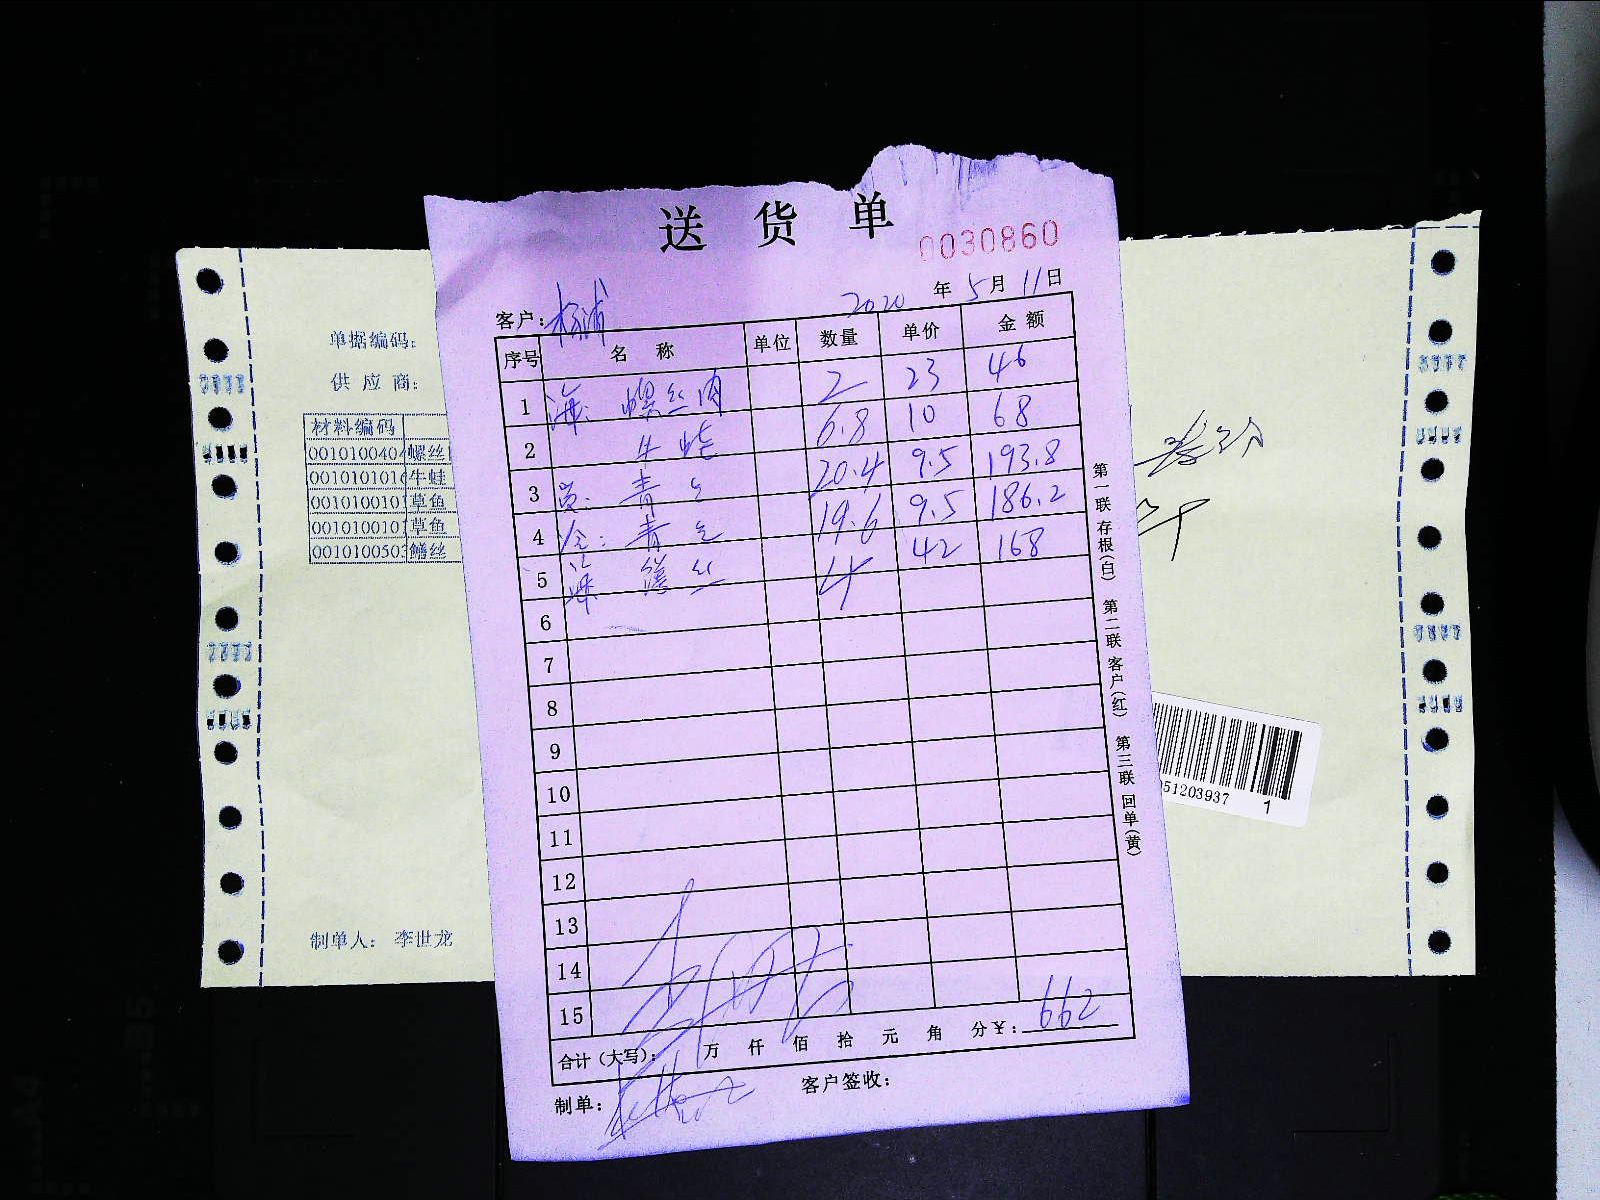 送 货 单
0030860
客户：杨浦 2020 年 5 月 11 日
序号 名 称 单位 数量 单价 金 额
1 海：螺丝肉 2 23 46
2 牛蛙 6.8 10 68
3 青鱼 20.4 9.5 193.8
4 青鱼 19.6 9.5 186.2
5 海 鳝丝 4 42 168
6
7
8
9
10
11
12
13
14
15
合计（大写）： 万 仟 佰 拾 元 角 分 ￥：662
制单： 客户签收：
第一联 存根（白） 第二联 客户（红） 第三联 回单（黄）
单据编码：
供 应 商：
材料编码
0010100404 螺丝
00101010 牛蛙
0010100101 草鱼
0010100101 草鱼
0010100503 鳝丝
制单人： 李世龙
51203937 1